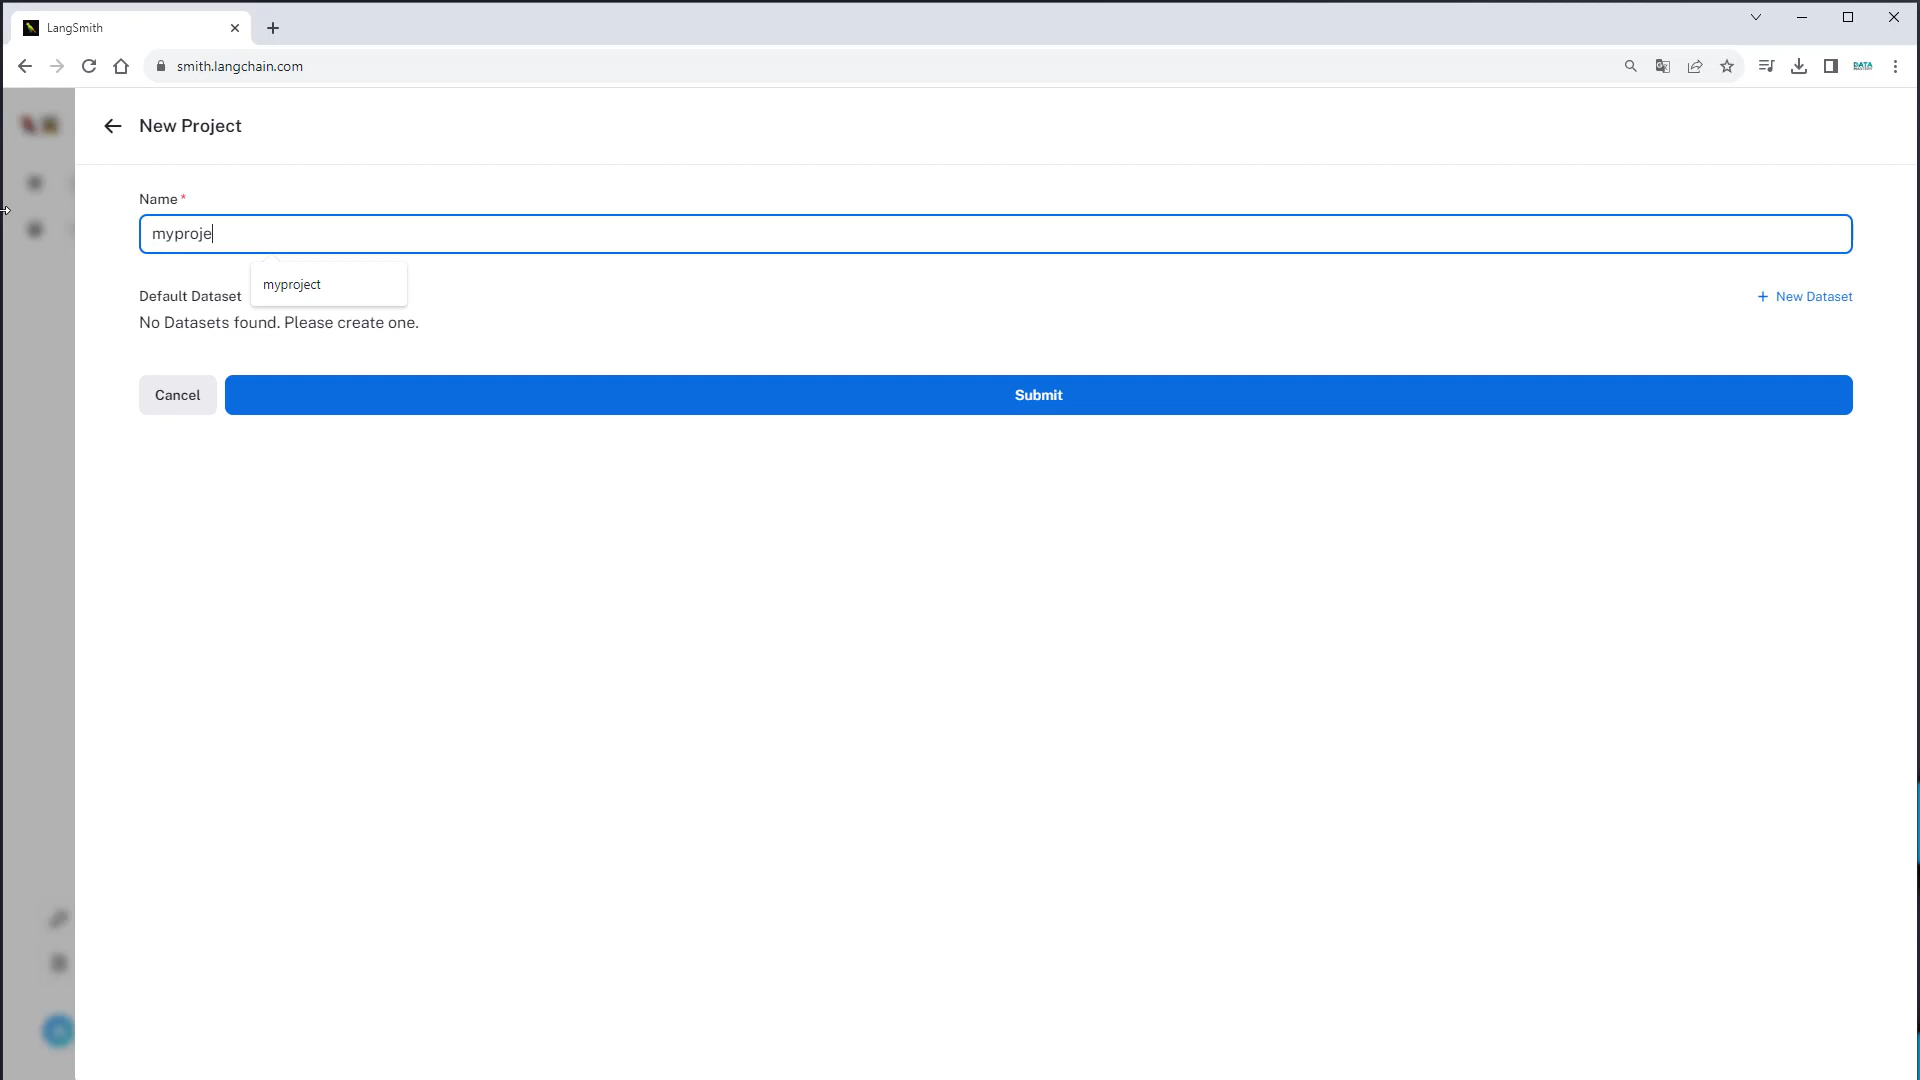 LangSmith
smith.langchain.com
DATA
New Project
Name *
myproje
myproject
Default Dataset
+ New Dataset
No Datasets found. Please create one.
Cancel
Submit